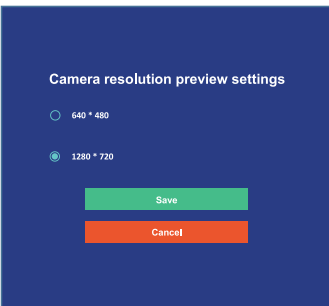 Camera resolution preview settings
640 * 480
1280 * 720
Save
Cancel